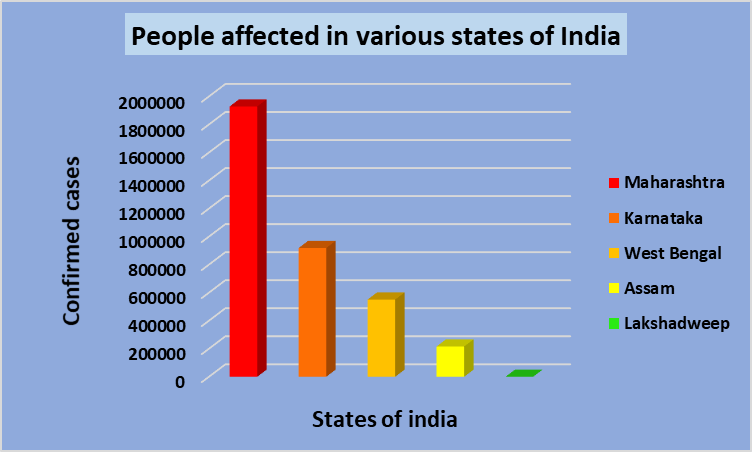 People affected in various states of India
Confirmed cases
2000000
1800000
1600000
1400000
1200000
1000000
800000
600000
400000
200000
0
States of india
Maharashtra
Karnataka
West Bengal
Assam
Lakshadweep